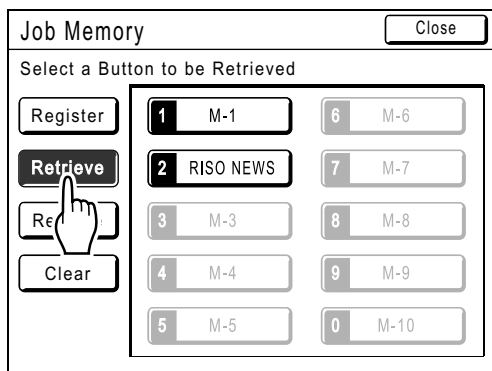 Job Memory
Close
Select a Button to be Retrieved
Register
Retrieve
Clear
1 M-1
2 RISO NEWS
3 M-3
4 M-4
5 M-5
6 M-6
7 M-7
8 M-8
9 M-9
0 M-10